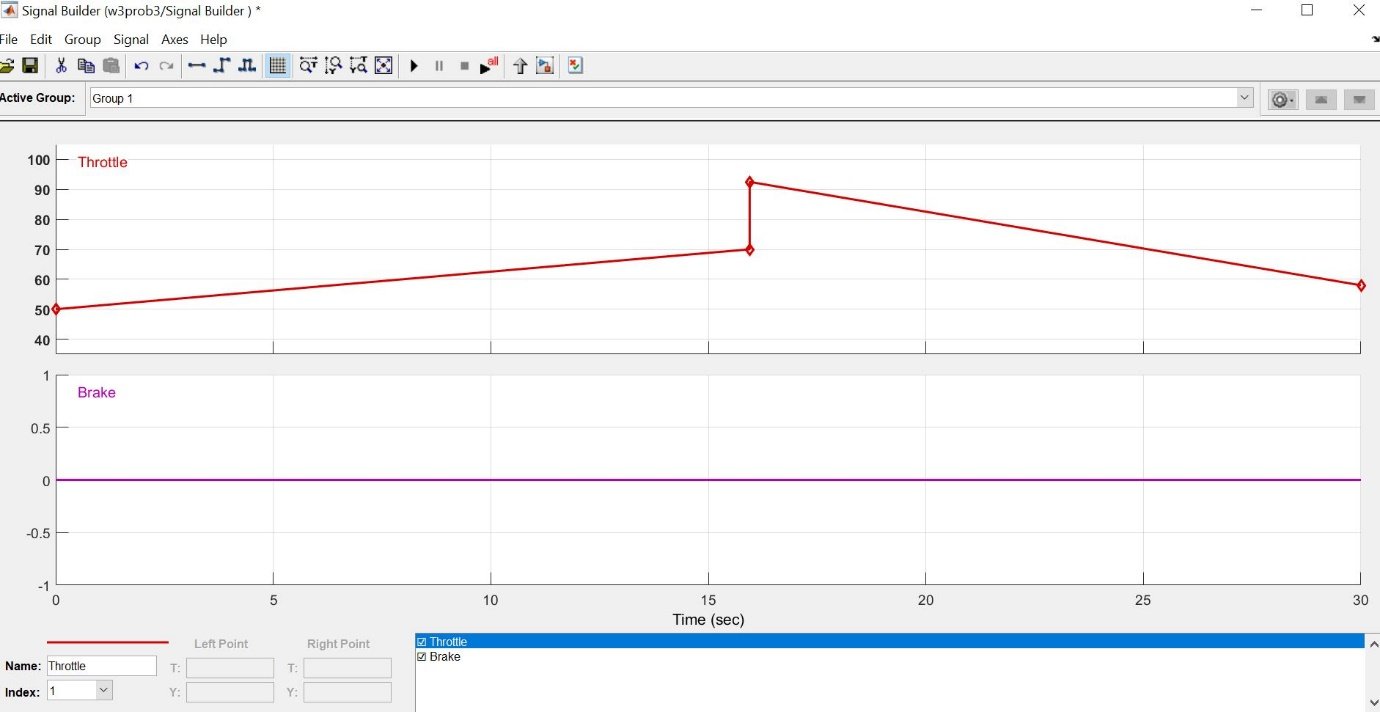 Signal Builder (w3prob3/Signal Builder ) *
File Edit Group Signal Axes Help
all
Active Group: Group 1
100
Throttle
90
80
70
60
50
40
1
Brake
0.5
0
-0.5
-1
0 5 10 15 20 25 30
Time (sec)
Left Point Right Point
Name: Throttle T: T:
Index: 1 Y: Y:
Throttle
Brake